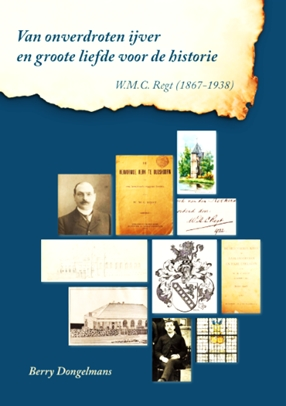 Van onverdroten ijver
en groote liefde voor de historie
W.M.C. Regt (1867-1938)
Berry Dongelmans